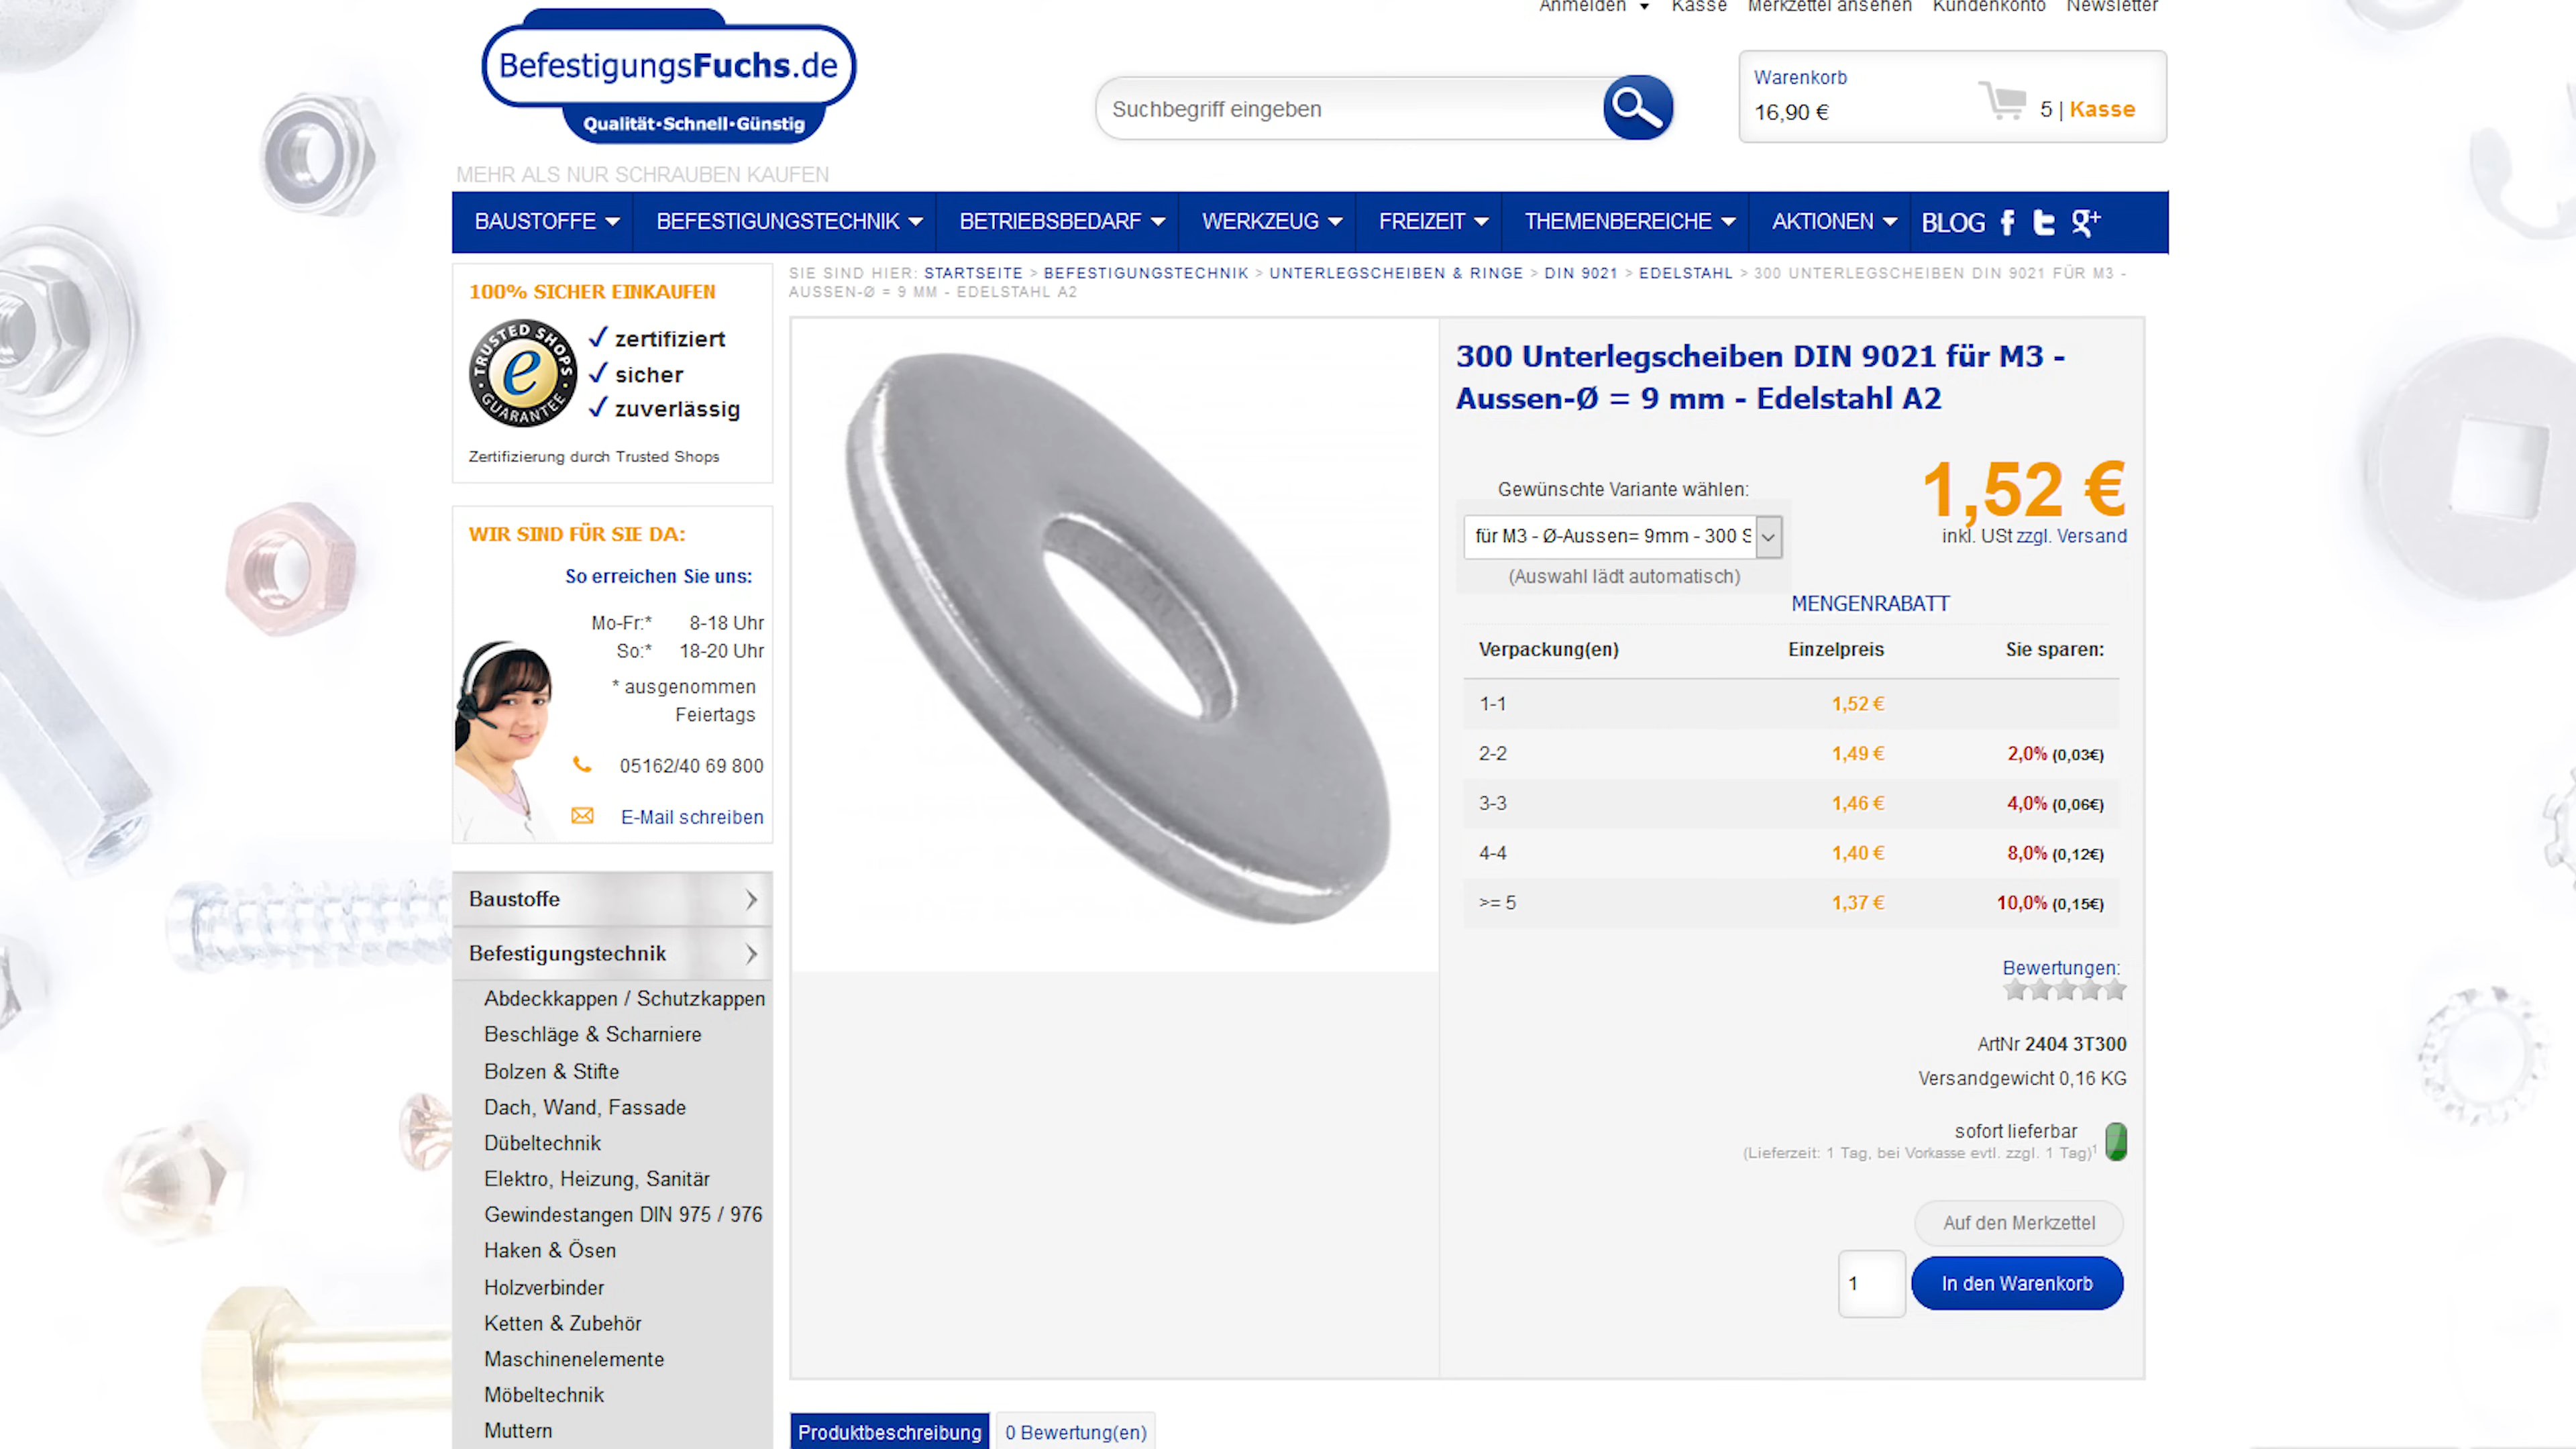 Anmelden Kasse Merkzettel ansehen Kundenkonto Newsletter
BefestigungsFuchs.de
Qualität·Schnell·Günstig
MEHR ALS NUR SCHRAUBEN KAUFEN
Suchbegriff eingeben
Warenkorb
16,90 €
5 | Kasse
BAUSTOFFE BEFESTIGUNGSTECHNIK BETRIEBSBEDARF WERKZEUG FREIZEIT THEMENBEREICHE AKTIONEN BLOG
SIE SIND HIER: STARTSEITE > BEFESTIGUNGSTECHNIK > UNTERLEGSCHEIBEN & RINGE > DIN 9021 > EDELSTAHL > 300 UNTERLEGSCHEIBEN DIN 9021 FÜR M3 -
AUSSEN-Ø = 9 MM - EDELSTAHL A2
100% SICHER EINKAUFEN
TRUSTED SHOPS
e
GUARANTEE
zertifiziert
sicher
zuverlässig
Zertifizierung durch Trusted Shops
WIR SIND FÜR SIE DA:
So erreichen Sie uns:
Mo-Fr:* 8-18 Uhr
So:* 18-20 Uhr
* ausgenommen
Feiertags
05162/40 69 800
E-Mail schreiben
Baustoffe
Befestigungstechnik
Abdeckkappen / Schutzkappen
Beschläge & Scharniere
Bolzen & Stifte
Dach, Wand, Fassade
Dübeltechnik
Elektro, Heizung, Sanitär
Gewindestangen DIN 975 / 976
Haken & Ösen
Holzverbinder
Ketten & Zubehör
Maschinenelemente
Möbeltechnik
Muttern
300 Unterlegscheiben DIN 9021 für M3 -
Aussen-Ø = 9 mm - Edelstahl A2
1,52 €
inkl. USt zzgl. Versand
Gewünschte Variante wählen:
für M3 - Ø-Aussen= 9mm - 300 S
(Auswahl lädt automatisch)
MENGENRABATT
Verpackung(en) Einzelpreis Sie sparen:
1-1 1,52 €
2-2 1,49 € 2,0% (0,03€)
3-3 1,46 € 4,0% (0,06€)
4-4 1,40 € 8,0% (0,12€)
>= 5 1,37 € 10,0% (0,15€)
Bewertungen:
ArtNr 2404 3T300
Versandgewicht 0,16 KG
sofort lieferbar
(Lieferzeit: 1 Tag, bei Vorkasse evtl. zzgl. 1 Tag)¹
Auf den Merkzettel
1 In den Warenkorb
Produktbeschreibung 0 Bewertung(en)